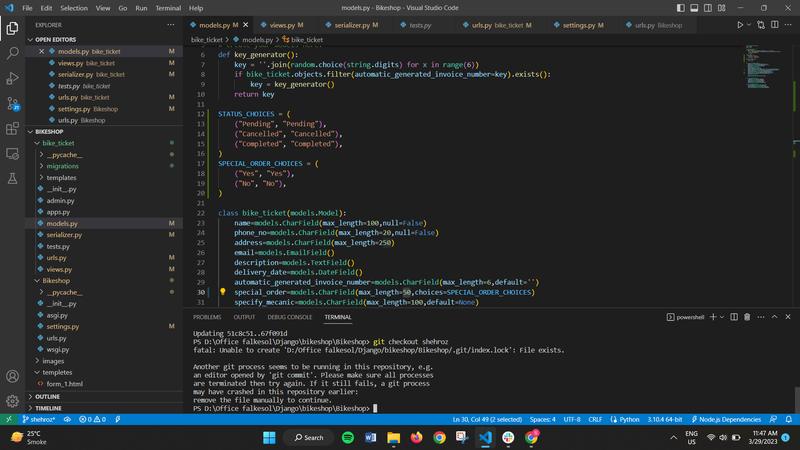 File Edit Selection View Go Run Terminal Help
models.py - Bikeshop - Visual Studio Code
EXPLORER
OPEN EDITORS
models.py bike_ticket M
views.py bike_ticket M
serializer.py bike_ticket M
tests.py bike_ticket
urls.py bike_ticket M
settings.py Bikeshop M
urls.py Bikeshop
BIKESHOP
bike_ticket
__pycache__
migrations
templates
__init__.py
admin.py
apps.py
models.py M
serializer.py M
tests.py
urls.py M
views.py M
Bikeshop
__pycache__
__init__.py
asgi.py
settings.py M
urls.py
wsgi.py
images
templetes
form_1.html
OUTLINE
TIMELINE
models.py M views.py M serializer.py M tests.py urls.py M settings.py M urls.py Bikeshop
bike_ticket > models.py > bike_ticket
6 def key_generator():
7 key = ''.join(random.choice(string.digits) for x in range(6))
8 if bike_ticket.objects.filter(automatic_generated_invoice_number=key).exists():
9 key = key_generator()
10 return key
11
12 STATUS_CHOICES = (
13 ("Pending", "Pending"),
14 ("Cancelled", "Cancelled"),
15 ("Completed", "Completed"),
16 )
17 SPECIAL_ORDER_CHOICES = (
18 ("Yes", "Yes"),
19 ("No", "No"),
20 )
21
22 class bike_ticket(models.Model):
23 name=models.CharField(max_length=100,null=False)
24 phone_no=models.CharField(max_length=20,null=False)
25 address=models.CharField(max_length=250)
26 email=models.EmailField()
27 description=models.TextField()
28 delivery_date=models.DateField()
29 automatic_generated_invoice_number=models.CharField(max_length=6,default='')
30 special_order=models.CharField(max_length=50,choices=SPECIAL_ORDER_CHOICES)
31 specify_mecanic=models.CharField(max_length=100,default=None)
PROBLEMS OUTPUT DEBUG CONSOLE TERMINAL
powershell
Updating 51c8c51..67f091d
PS D:\Office falkesol\Django\bikeshop\Bikeshop> git checkout shehroz
fatal: Unable to create 'D:/Office falkesol/Django/bikeshop/Bikeshop/.git/index.lock': File exists.
Another git process seems to be running in this repository, e.g.
an editor opened by 'git commit'. Please make sure all processes
are terminated then try again. If it still fails, a git process
may have crashed in this repository earlier:
remove the file manually to continue.
PS D:\Office falkesol\Django\bikeshop\Bikeshop>
shehroz* 0 0 Ln 30, Col 49 (2 selected) Spaces: 4 UTF-8 CRLF Python 3.10.4 64-bit Node.js Dependencies
25°C
Smoke
Search
ENG
US
11:47 AM
3/29/2023